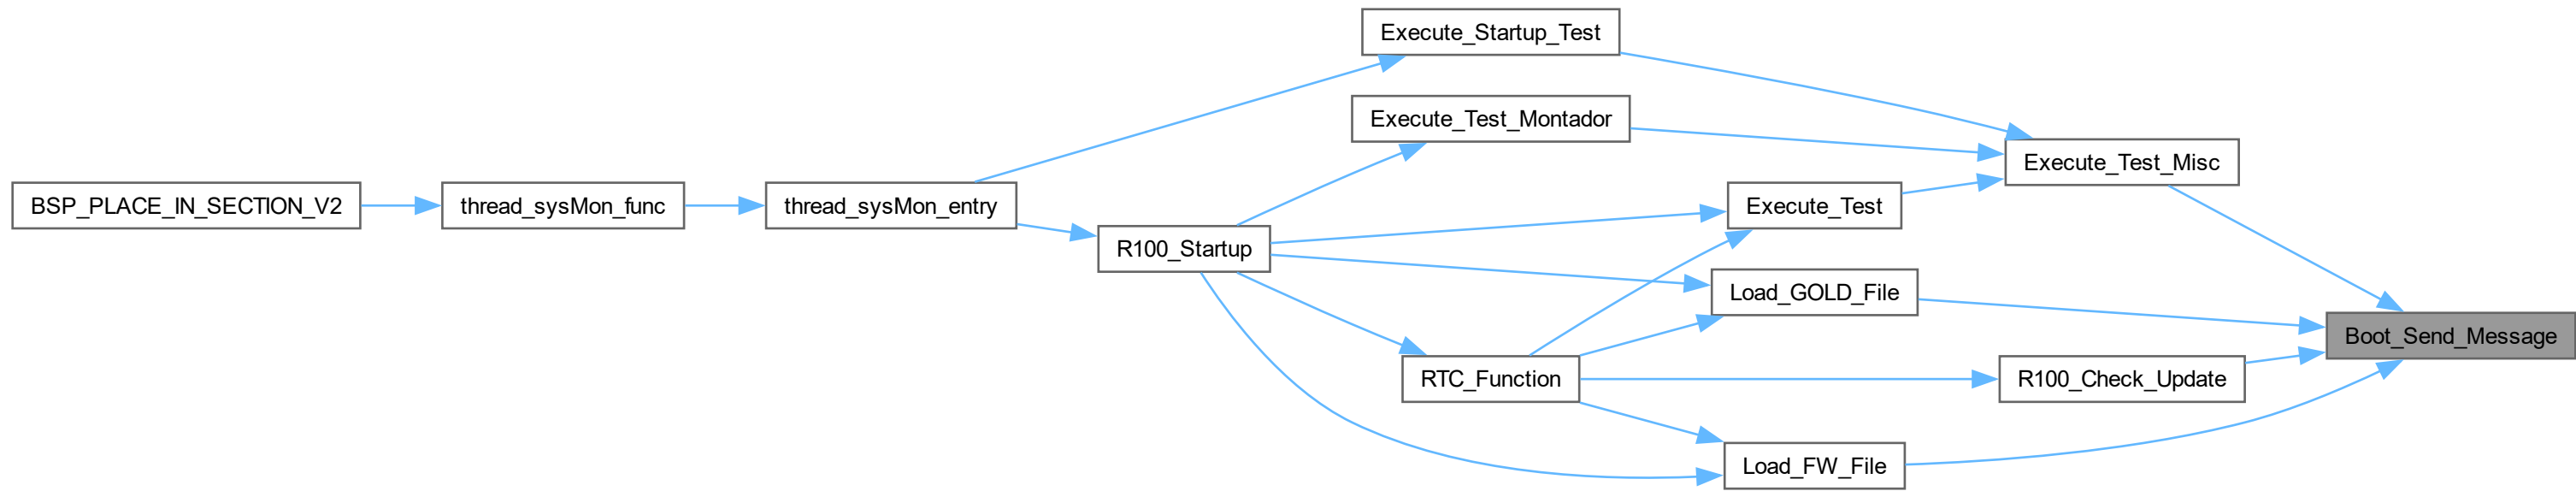 Execute_Startup_Test
Execute_Test_Montador
Execute_Test_Misc
BSP_PLACE_IN_SECTION_V2
thread_sysMon_func
thread_sysMon_entry
Execute_Test
R100_Startup
Load_GOLD_File
Boot_Send_Message
RTC_Function
R100_Check_Update
Load_FW_File